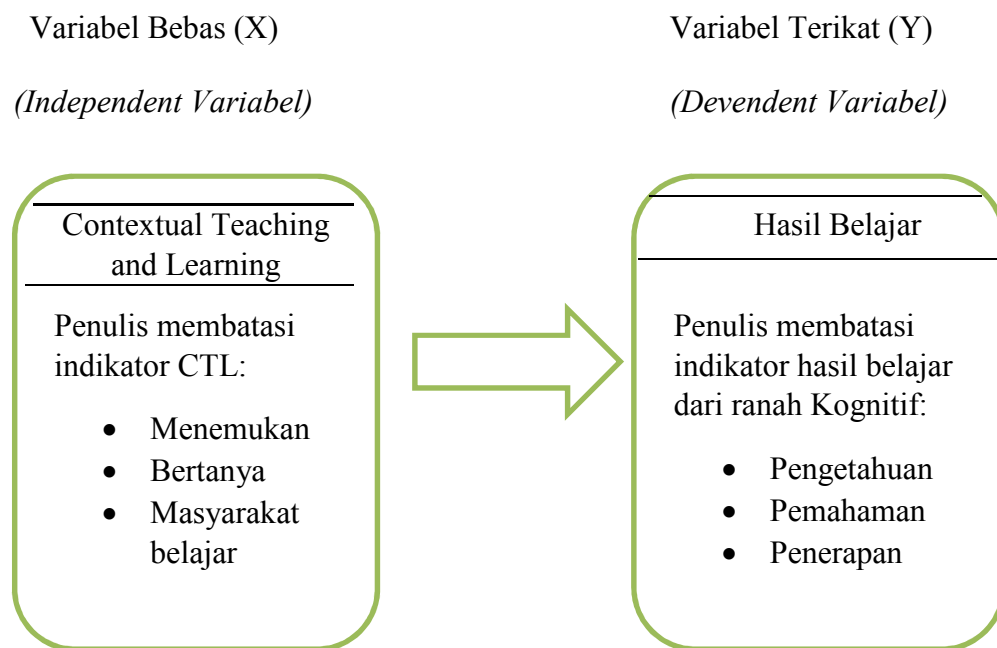 Variabel Bebas (X)
(Independent Variabel)
Contextual Teaching
and Learning
Penulis membatasi
indikator CTL:
• Menemukan
• Bertanya
• Masyarakat
belajar
Variabel Terikat (Y)
(Devendent Variabel)
Hasil Belajar
Penulis membatasi
indikator hasil belajar
dari ranah Kognitif:
• Pengetahuan
• Pemahaman
• Penerapan